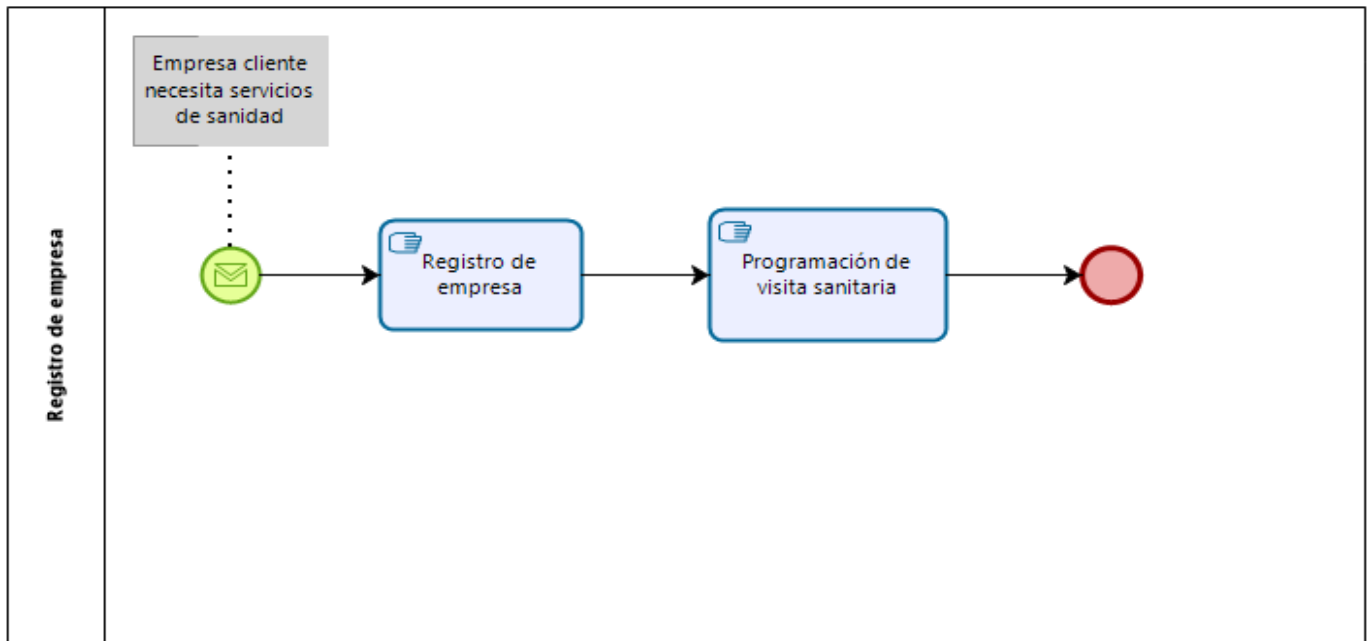 Empresa cliente
necesita servicios
de sanidad
Registro de empresa
Registro de
empresa
Programación de
visita sanitaria